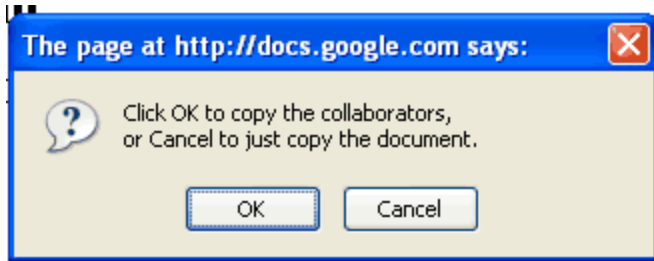 The page at http://docs.google.com says:
?
Click OK to copy the collaborators,
or Cancel to just copy the document.
OK
Cancel